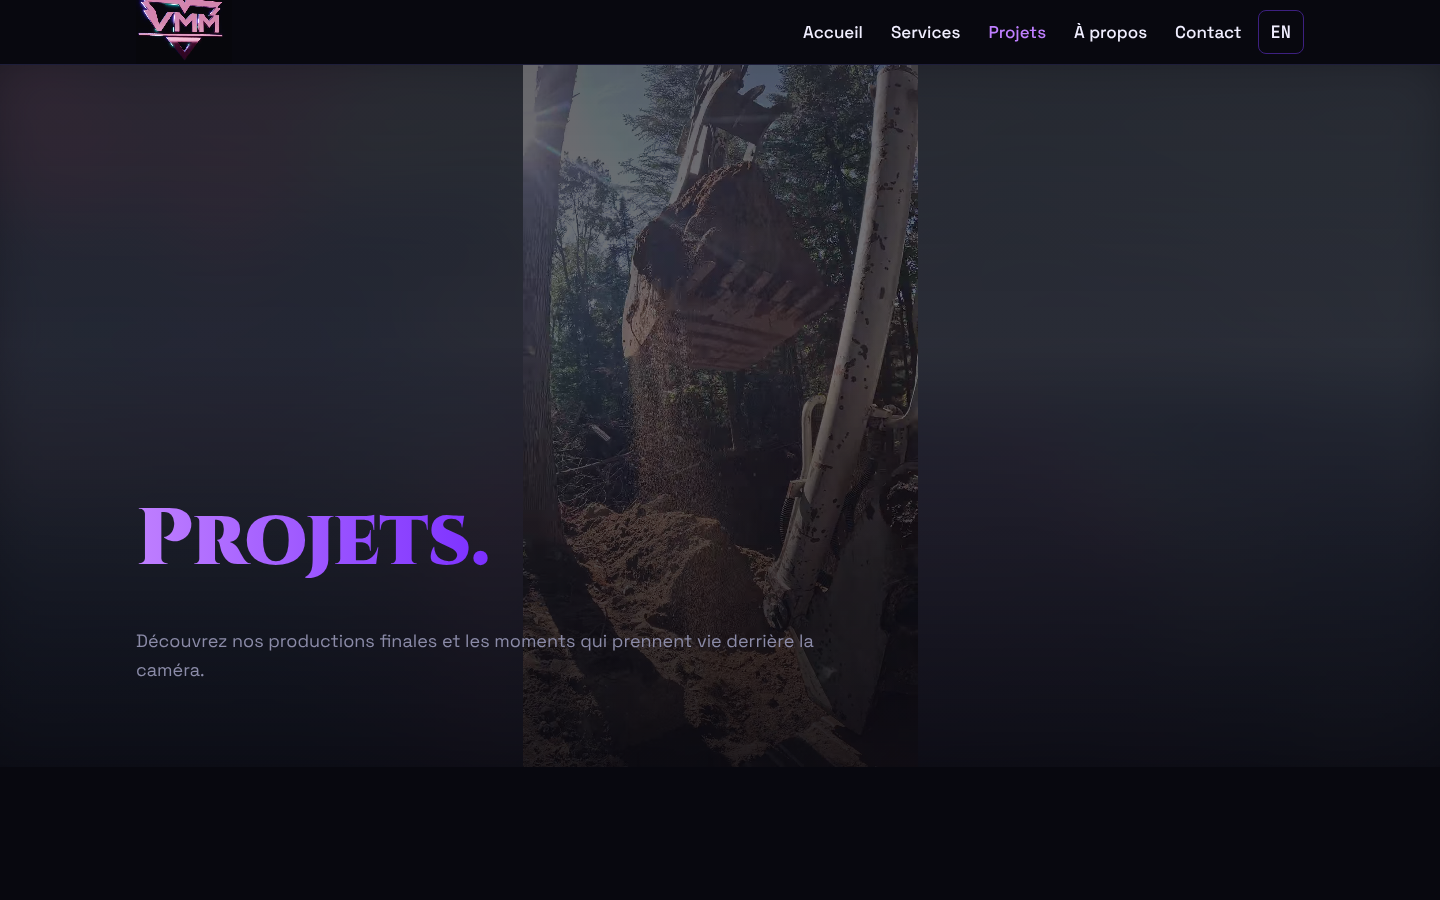 VMM
Accueil Services Projets À propos Contact EN
Projets.
Découvrez nos productions finales et les moments qui prennent vie derrière la
caméra.